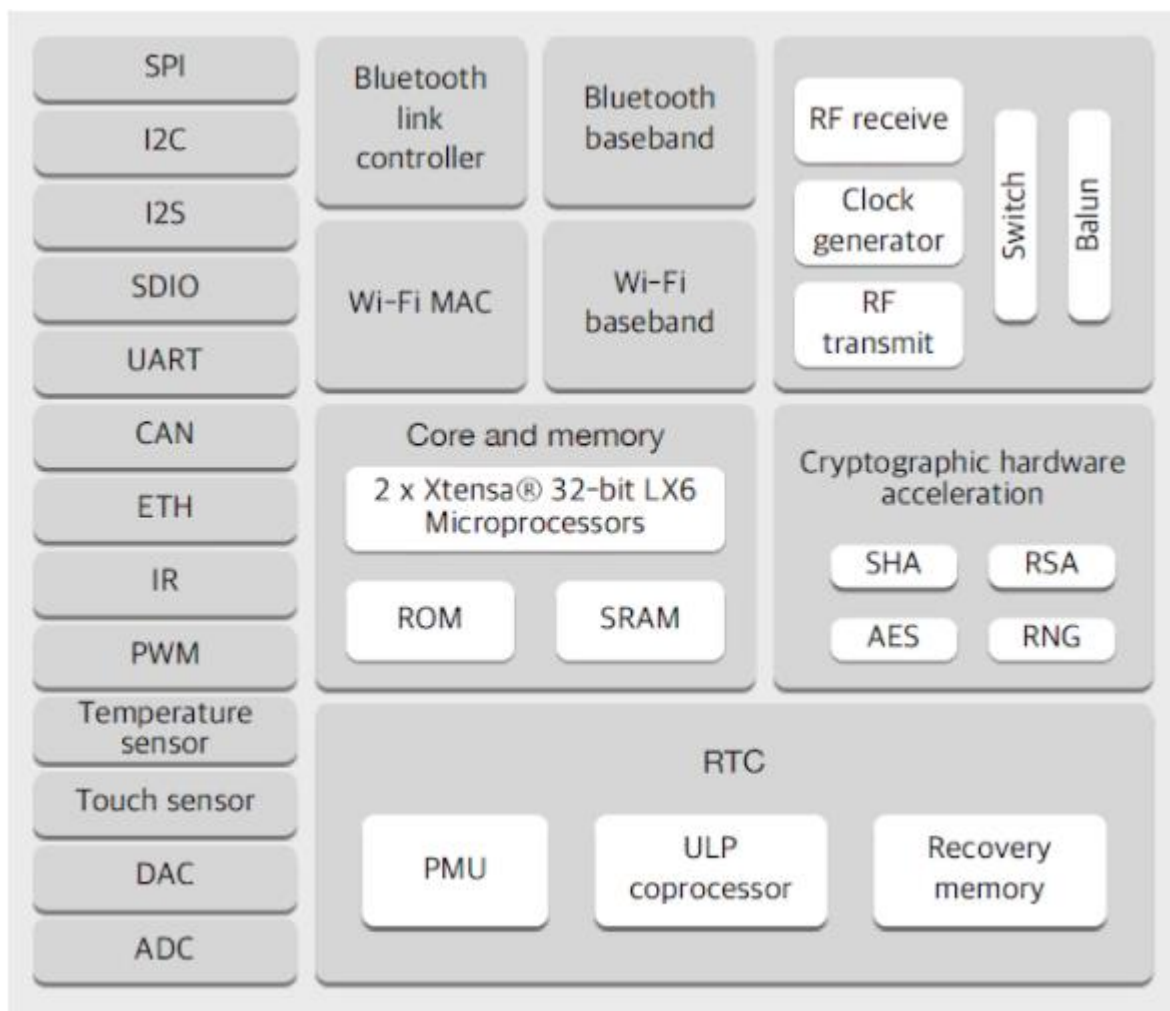 SPI
I2C
I2S
SDIO
UART
CAN
ETH
IR
PWM
Temperature
sensor
Touch sensor
DAC
ADC
Bluetooth
link
controller
Bluetooth
baseband
Wi-Fi MAC
Wi-Fi
baseband
RF receive
Clock
generator
RF
transmit
Switch
Balun
Core and memory
2 x Xtensa® 32-bit LX6
Microprocessors
ROM
SRAM
Cryptographic hardware
acceleration
SHA
RSA
AES
RNG
RTC
PMU
ULP
coprocessor
Recovery
memory